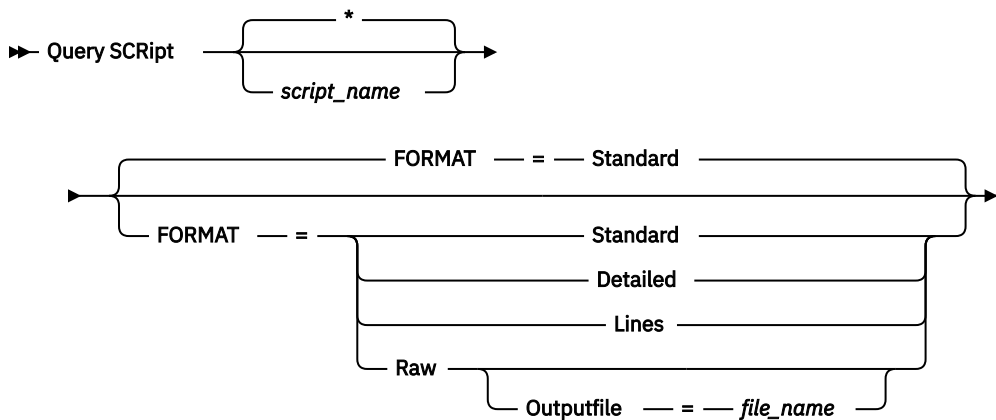 *
Query SCRipt
script_name
FORMAT = Standard
FORMAT = Standard
Detailed
Lines
Raw
Outputfile = file_name